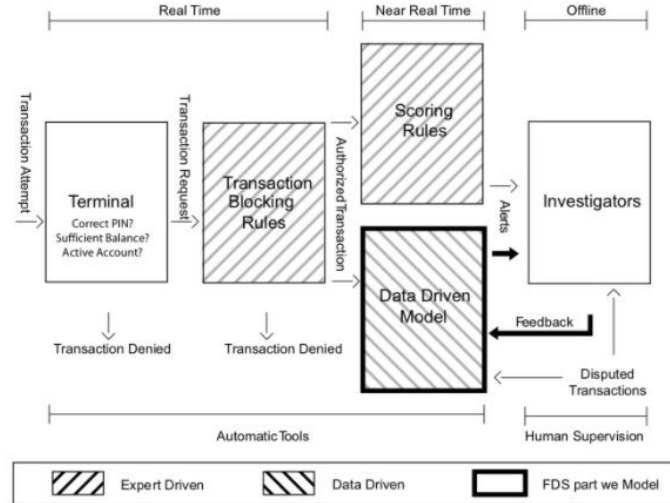 Real Time
Near Real Time
Offline
Transaction Attempt
Terminal
Correct PIN?
Sufficient Balance?
Active Account?
Transaction Request
Transaction
Blocking
Rules
Authorized Transaction
Scoring
Rules
Data Driven
Model
Alerts
Investigators
Feedback
Transaction Denied
Transaction Denied
Disputed
Transactions
Automatic Tools
Human Supervision
Expert Driven
Data Driven
FDS part we Model